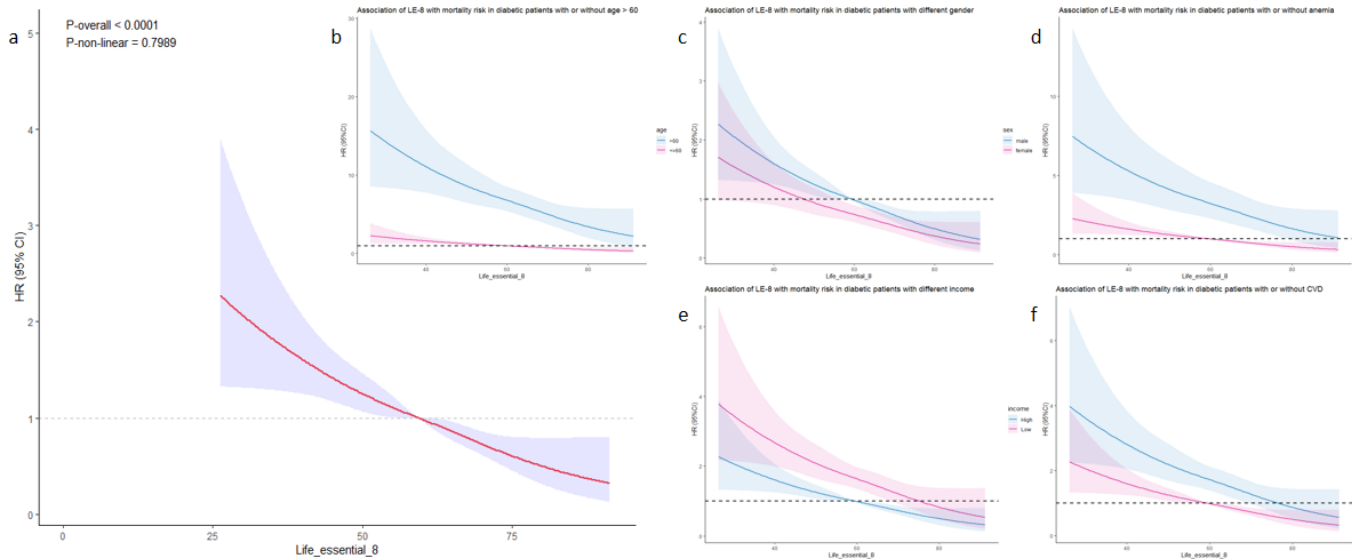 a
P-overall < 0.0001
P-non-linear = 0.7989
5
4
3
2
1
0
HR (95% CI)
0
25
50
75
Life_essential_8
b
Association of LE-8 with mortality risk in diabetic patients with or without age > 60
30
20
10
0
HR (95%CI)
40
60
80
Life_essential_8
age
>60
<=60
c
Association of LE-8 with mortality risk in diabetic patients with different gender
4
3
2
1
0
HR (95%CI)
40
60
80
Life_essential_8
sex
male
female
d
Association of LE-8 with mortality risk in diabetic patients with or without anemia
10
5
0
HR (95%CI)
40
60
80
Life_essential_8
e
Association of LE-8 with mortality risk in diabetic patients with different income
6
4
2
0
HR (95%CI)
40
60
80
Life_essential_8
income
High
Low
f
Association of LE-8 with mortality risk in diabetic patients with or without CVD
6
4
2
0
HR (95%CI)
40
60
80
Life_essential_8